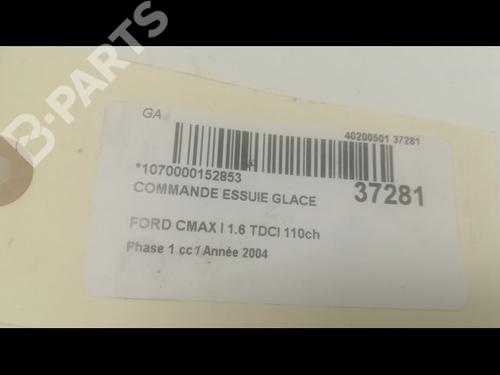 B-PARTS
GA
40200501 37281
*1070000152853
37281
COMMANDE ESSUIE GLACE
FORD CMAX I 1.6 TDCI 110ch
Phase 1 cc / Année 2004